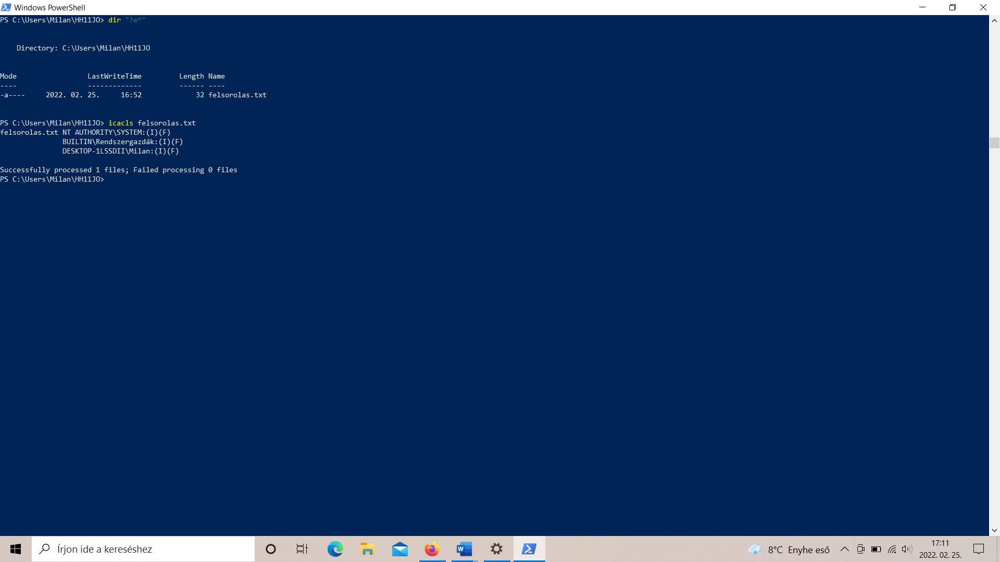 Windows PowerShell
PS C:\Users\Milan\HH11JO> dir "?e*"
Directory: C:\Users\Milan\HH11JO
Mode LastWriteTime Length Name
---- ------------- ------ ----
-a---- 2022. 02. 25. 16:52 32 felsorolas.txt
PS C:\Users\Milan\HH11JO> icacls felsorolas.txt
felsorolas.txt NT AUTHORITY\SYSTEM:(I)(F)
BUILTIN\Rendszergazdák:(I)(F)
DESKTOP-1L5SDII\Milan:(I)(F)
Successfully processed 1 files; Failed processing 0 files
PS C:\Users\Milan\HH11JO>
Írjon ide a kereséshez
8°C Enyhe eső
17:11
2022. 02. 25.